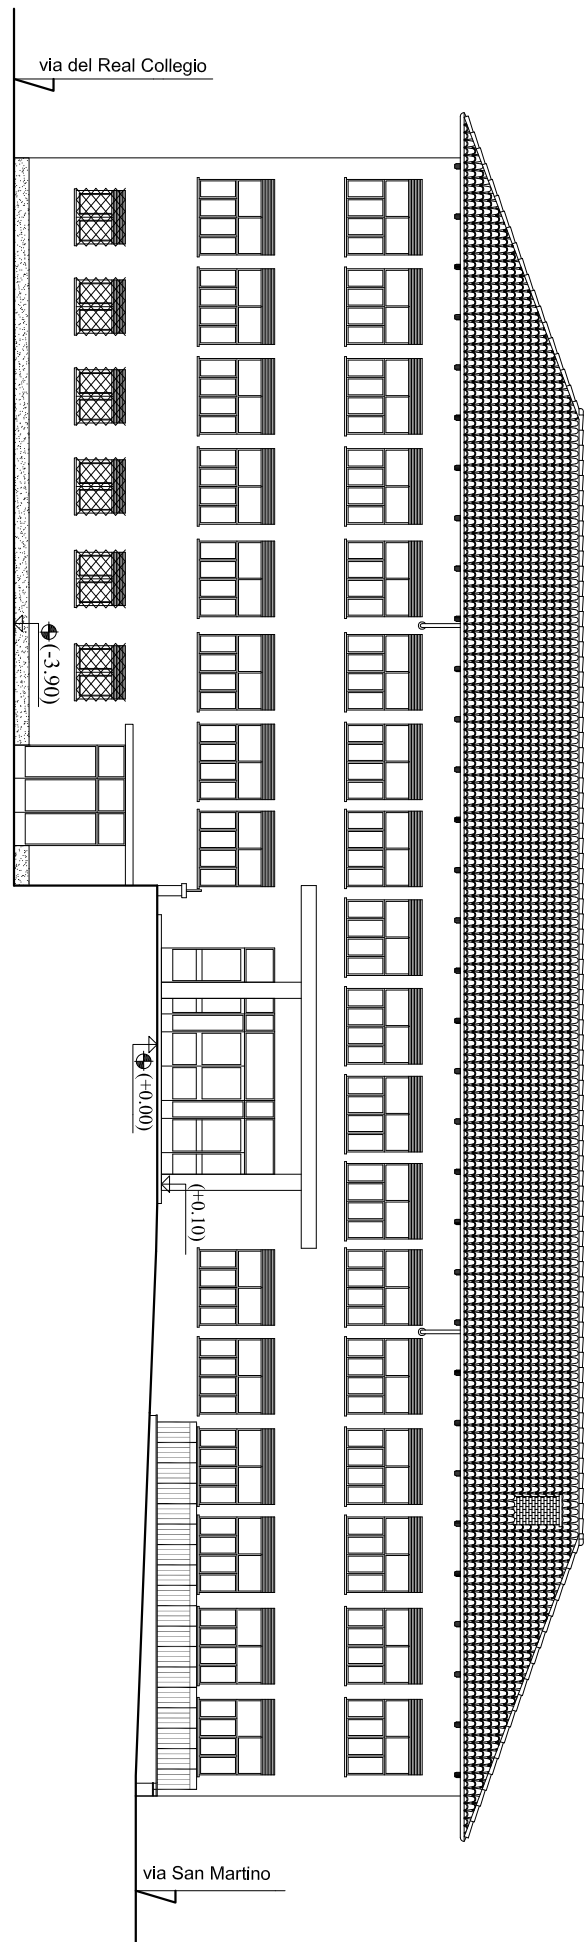 via del Real Collegio
(-3.90)
(+0.00)
(+0.10)
via San Martino